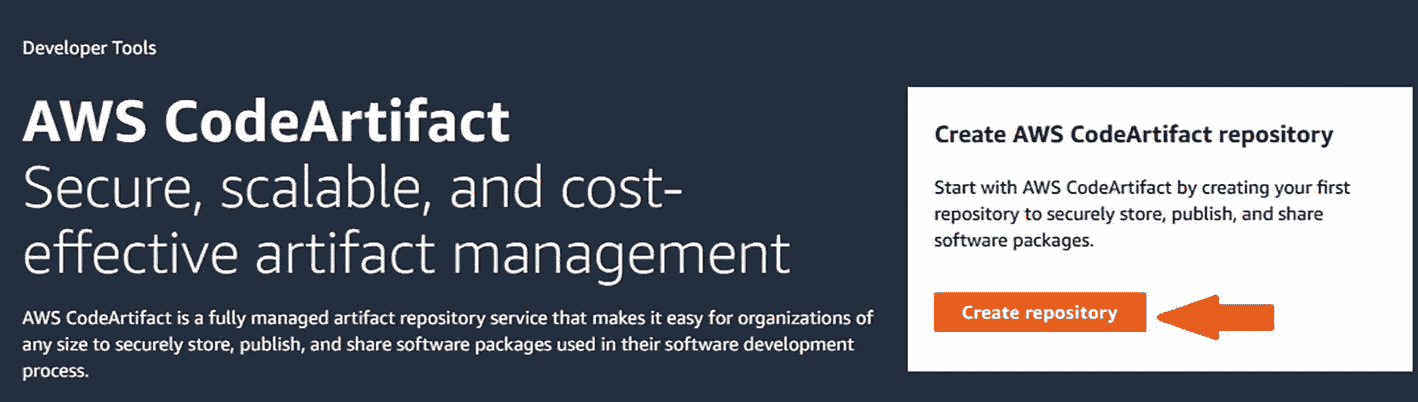 Developer Tools
AWS CodeArtifact
Secure, scalable, and cost-
effective artifact management
AWS CodeArtifact is a fully managed artifact repository service that makes it easy for organizations of
any size to securely store, publish, and share software packages used in their software development
process.
Create AWS CodeArtifact repository
Start with AWS CodeArtifact by creating your first
repository to securely store, publish, and share
software packages.
Create repository